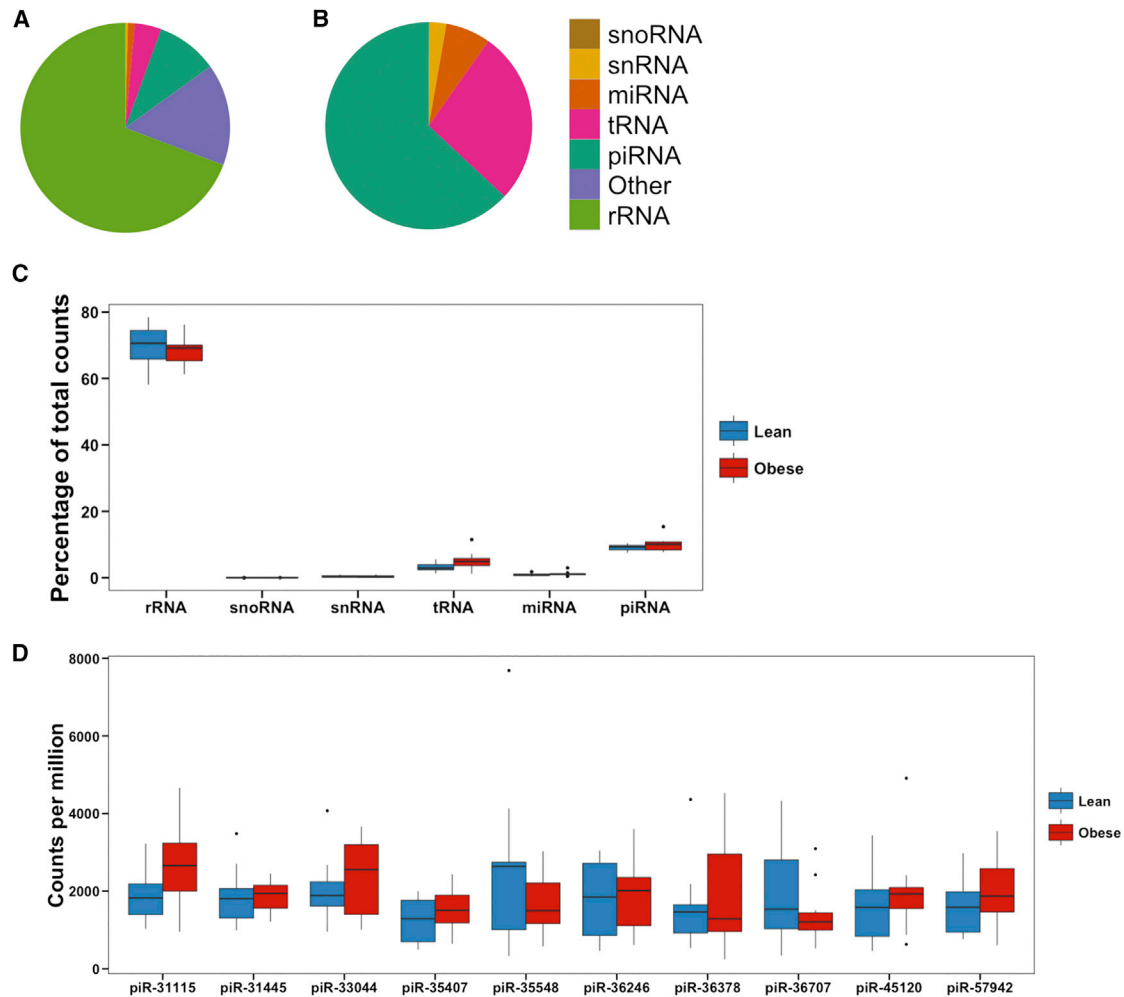 A
B
snoRNA
snRNA
miRNA
tRNA
piRNA
Other
rRNA
C
Percentage of total counts
80
60
40
20
0
rRNA snoRNA snRNA tRNA miRNA piRNA
Lean
Obese
D
Counts per million
8000
6000
4000
2000
0
piR-31115 piR-31445 piR-33044 piR-35407 piR-35548 piR-36246 piR-36378 piR-36707 piR-45120 piR-57942
Lean
Obese